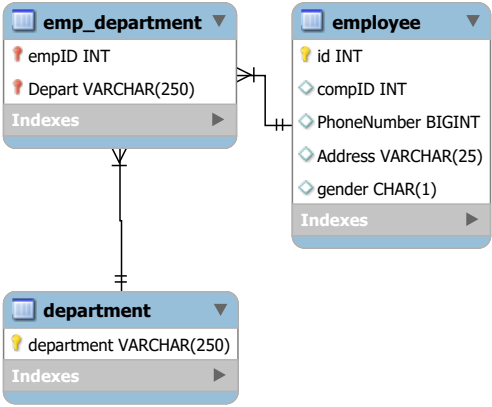 emp_department
empID INT
Depart VARCHAR(250)
Indexes
employee
id INT
compID INT
PhoneNumber BIGINT
Address VARCHAR(25)
gender CHAR(1)
Indexes
department
department VARCHAR(250)
Indexes